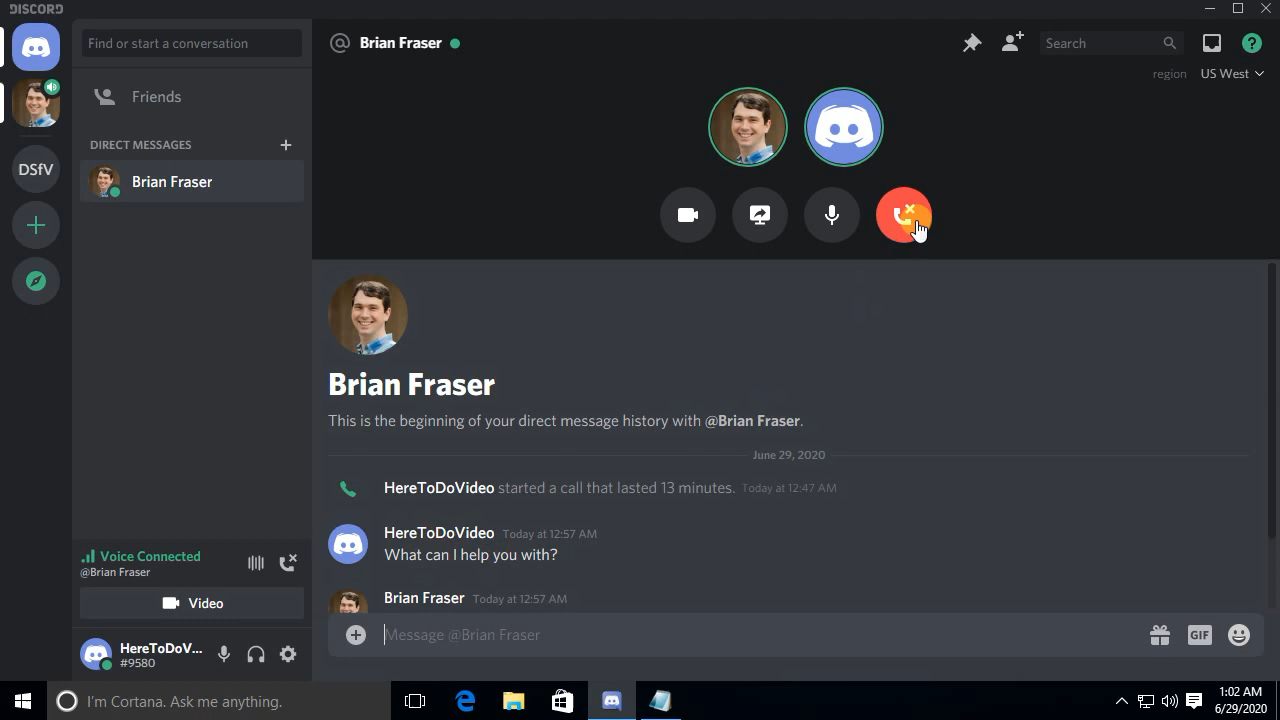 DISCORD
Find or start a conversation
Brian Fraser
Search
region US West
Friends
DSfV
DIRECT MESSAGES
Brian Fraser
Brian Fraser
This is the beginning of your direct message history with @Brian Fraser.
June 29, 2020
HereToDoVideo started a call that lasted 13 minutes. Today at 12:47 AM
HereToDoVideo Today at 12:57 AM
What can I help you with?
Brian Fraser Today at 12:57 AM
Message @Brian Fraser
GIF
Voice Connected
@Brian Fraser
Video
HereToDoV...
#9580
I'm Cortana. Ask me anything.
1:02 AM
6/29/2020